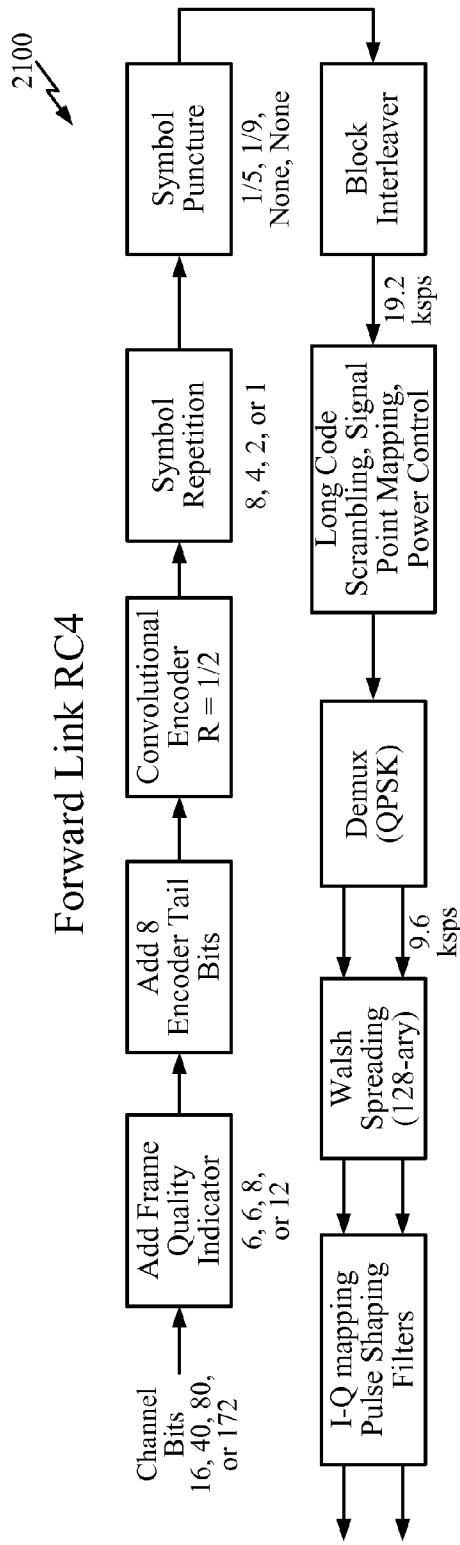 2100
Forward Link RC4
Channel
Bits
16, 40, 80,
or 172
Add Frame
Quality
Indicator
6, 6, 8,
or 12
Add 8
Encoder Tail
Bits
Convolutional
Encoder
R = 1/2
Symbol
Repetition
8, 4, 2, or 1
Symbol
Puncture
1/5, 1/9,
None, None
Block
Interleaver
19.2
ksps
Long Code
Scrambling, Signal
Point Mapping,
Power Control
Demux
(QPSK)
9.6
ksps
Walsh
Spreading
(128-ary)
I-Q mapping
Pulse Shaping
Filters